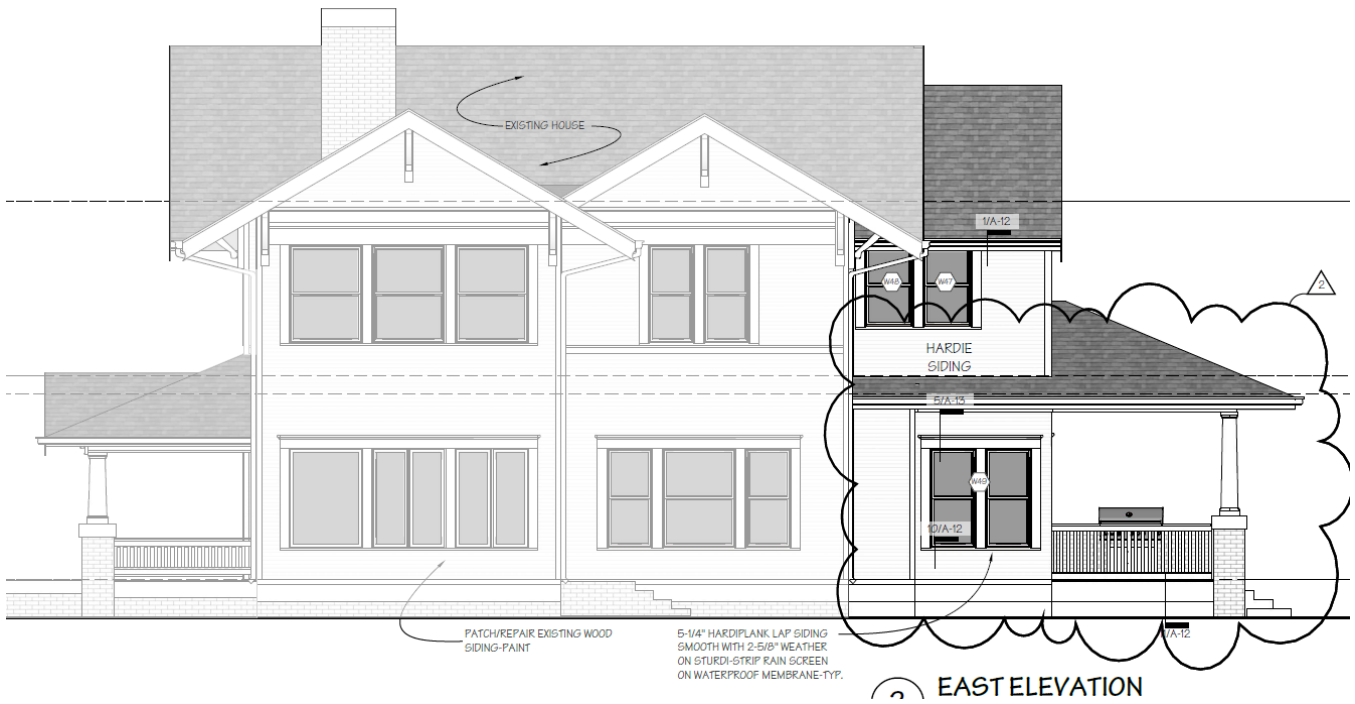 EXISTING HOUSE
1/A-12
W48
W47
2
HARDIE
SIDING
5/A-13
W49
10/A-12
PATCH/REPAIR EXISTING WOOD
SIDING-PAINT
5-1/4" HARDIPLANK LAP SIDING
SMOOTH WITH 2-5/8" WEATHER
ON STURDI-STRIP RAIN SCREEN
ON WATERPROOF MEMBRANE-TYP.
/A-12
EAST ELEVATION